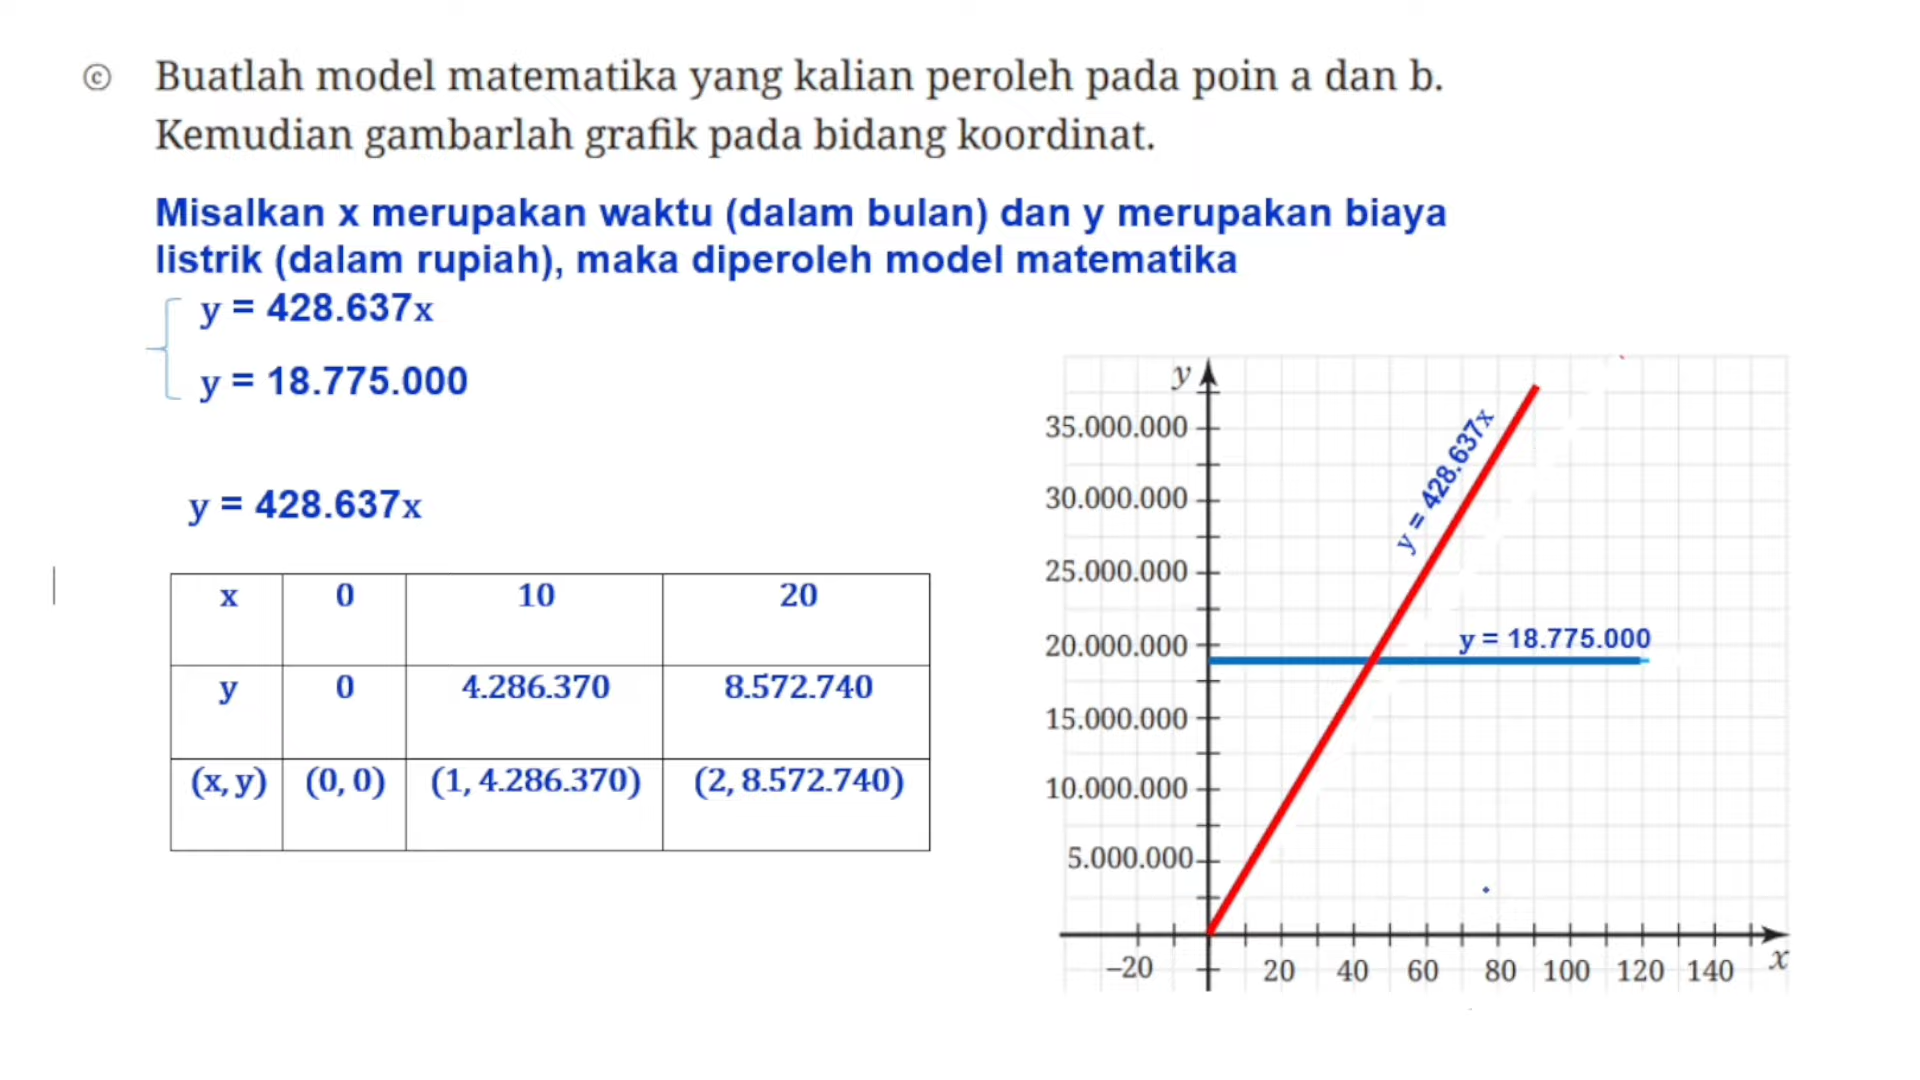 © Buatlah model matematika yang kalian peroleh pada poin a dan b.
Kemudian gambarlah grafik pada bidang koordinat.
Misalkan x merupakan waktu (dalam bulan) dan y merupakan biaya
listrik (dalam rupiah), maka diperoleh model matematika
y = 428.637x
y = 18.775.000
y = 428.637x
x 0 10 20
y 0 4.286.370 8.572.740
(x, y) (0, 0) (1, 4.286.370) (2, 8.572.740)
y
35.000.000
30.000.000
25.000.000
20.000.000
15.000.000
10.000.000
5.000.000
y = 428.637x
y = 18.775.000
–20 20 40 60 80 100 120 140 x